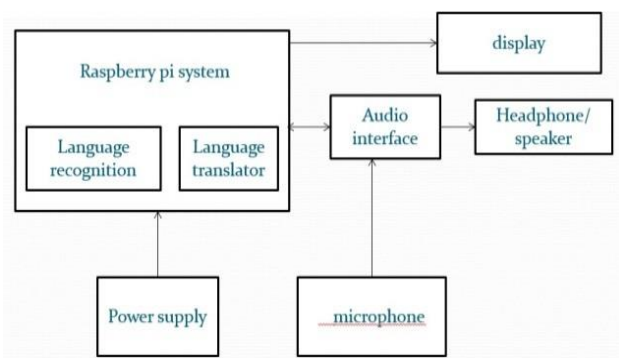 Raspberry pi system
Language
recognition
Language
translator
display
Audio
interface
Headphone/
speaker
Power supply
microphone